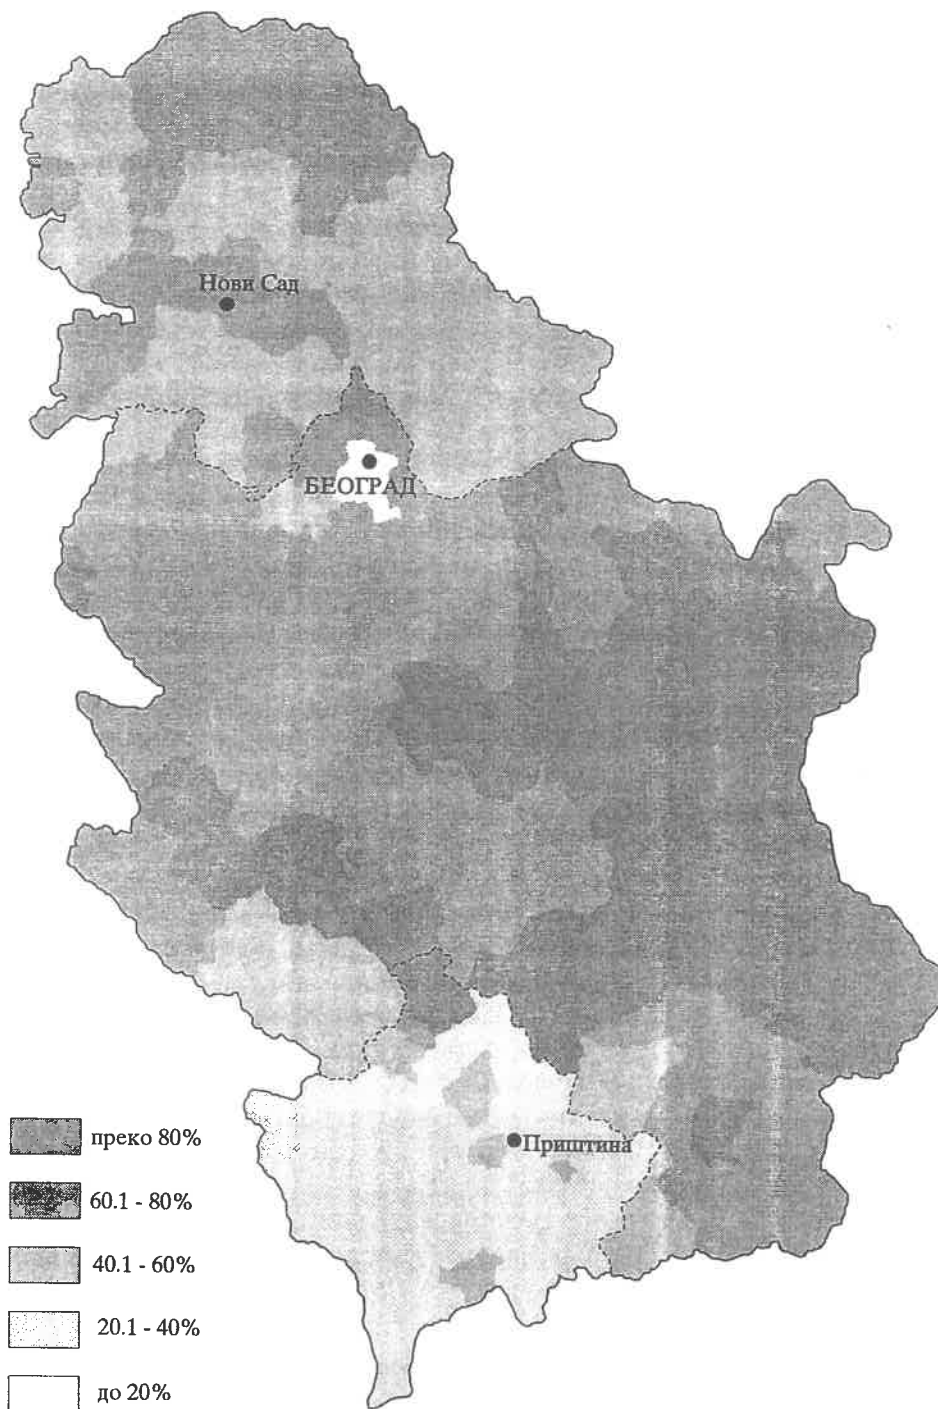 Нови Сад
БЕОГРАД
Приштина
преко 80%
60.1 - 80%
40.1 - 60%
20.1 - 40%
до 20%